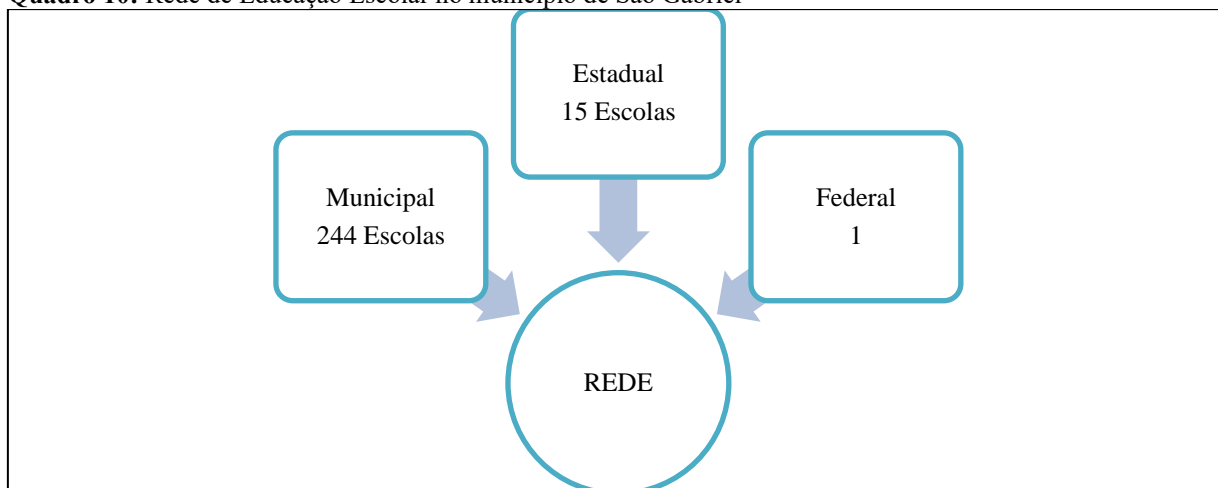 Quadro 10: Rede de Educação Escolar no município de São Gabriel
Estadual
15 Escolas
Municipal
244 Escolas
Federal
1
REDE